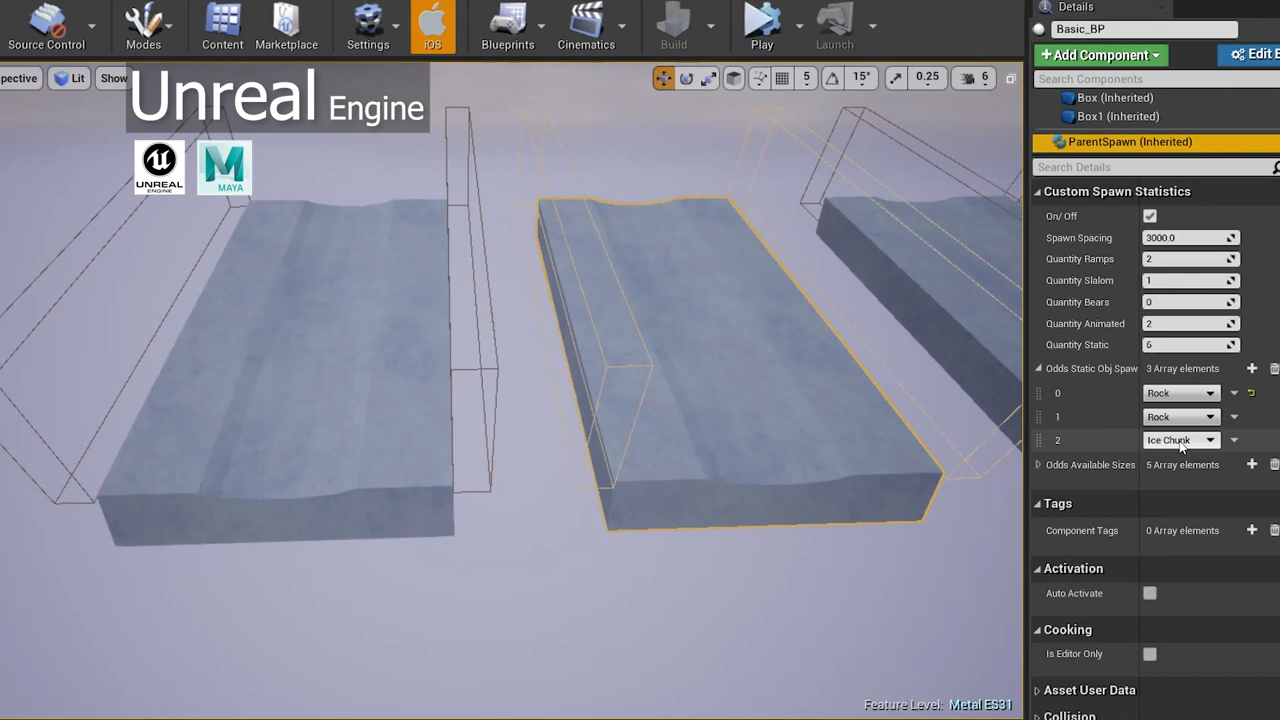 Source Control
Modes
Content
Marketplace
Settings
iOS
Blueprints
Cinematics
Build
Play
Launch
Details
Basic_BP
+Add Component
Edit B
Search Components
Box (Inherited)
Box1 (Inherited)
ParentSpawn (Inherited)
Search Details
spective
Lit
Show
5
15°
0.25
6
Unreal Engine
UNREAL
ENGINE
M
MAYA
Custom Spawn Statistics
On/ Off
Spawn Spacing 3000.0
Quantity Ramps 2
Quantity Slalom 1
Quantity Bears 0
Quantity Animated 2
Quantity Static 6
Odds Static Obj Spaw 3 Array elements
0 Rock
1 Rock
2 Ice Chunk
Odds Available Sizes 5 Array elements
Tags
Component Tags 0 Array elements
Activation
Auto Activate
Cooking
Is Editor Only
Asset User Data
Collision
Feature Level: Metal ES31